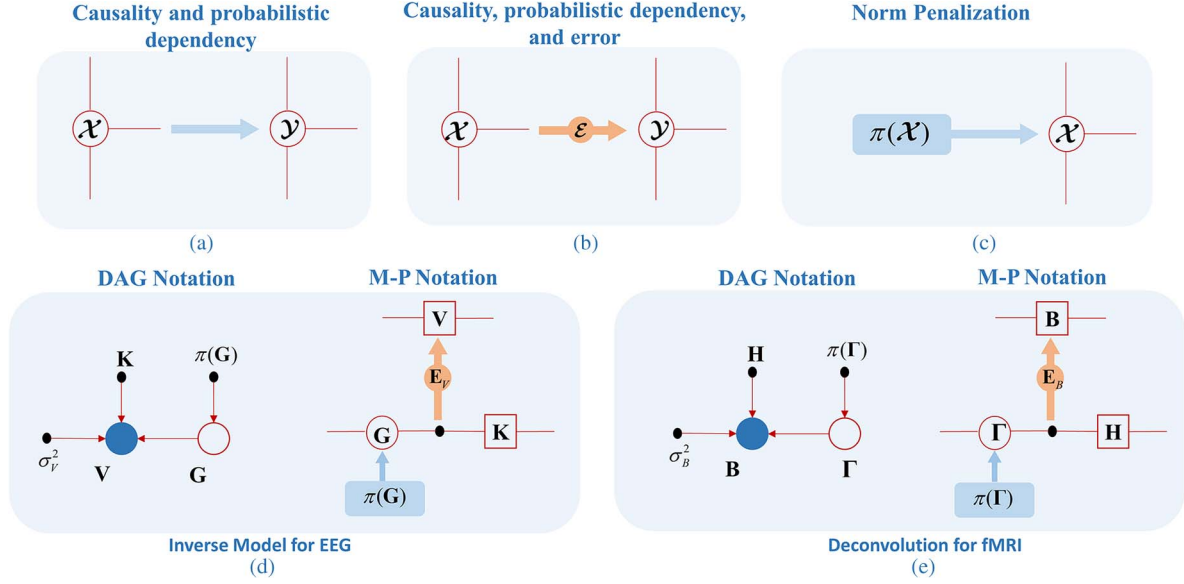 Causality and probabilistic
dependency
𝒳
𝒴
(a)
Causality, probabilistic dependency,
and error
𝒳
ℰ
𝒴
(b)
Norm Penalization
π(𝒳)
𝒳
(c)
DAG Notation
K
π(G)
σ_V^2
V
G
M-P Notation
V
E_V
G
K
π(G)
Inverse Model for EEG
(d)
DAG Notation
H
π(Γ)
σ_B^2
B
Γ
M-P Notation
B
E_B
Γ
H
π(Γ)
Deconvolution for fMRI
(e)